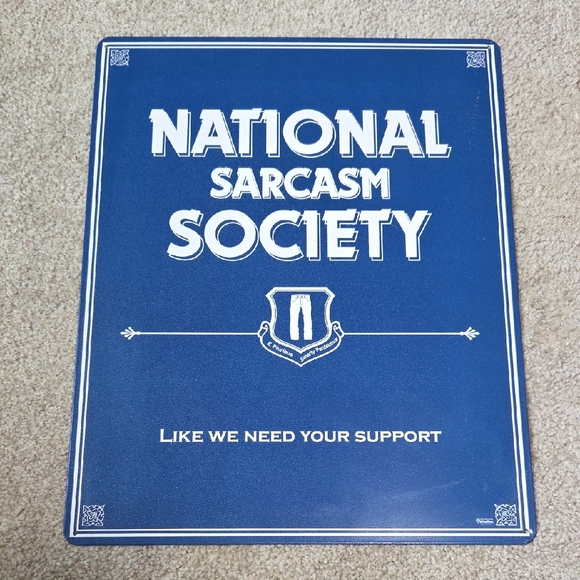 NATIONAL
SARCASM
SOCIETY
LIKE WE NEED YOUR SUPPORT